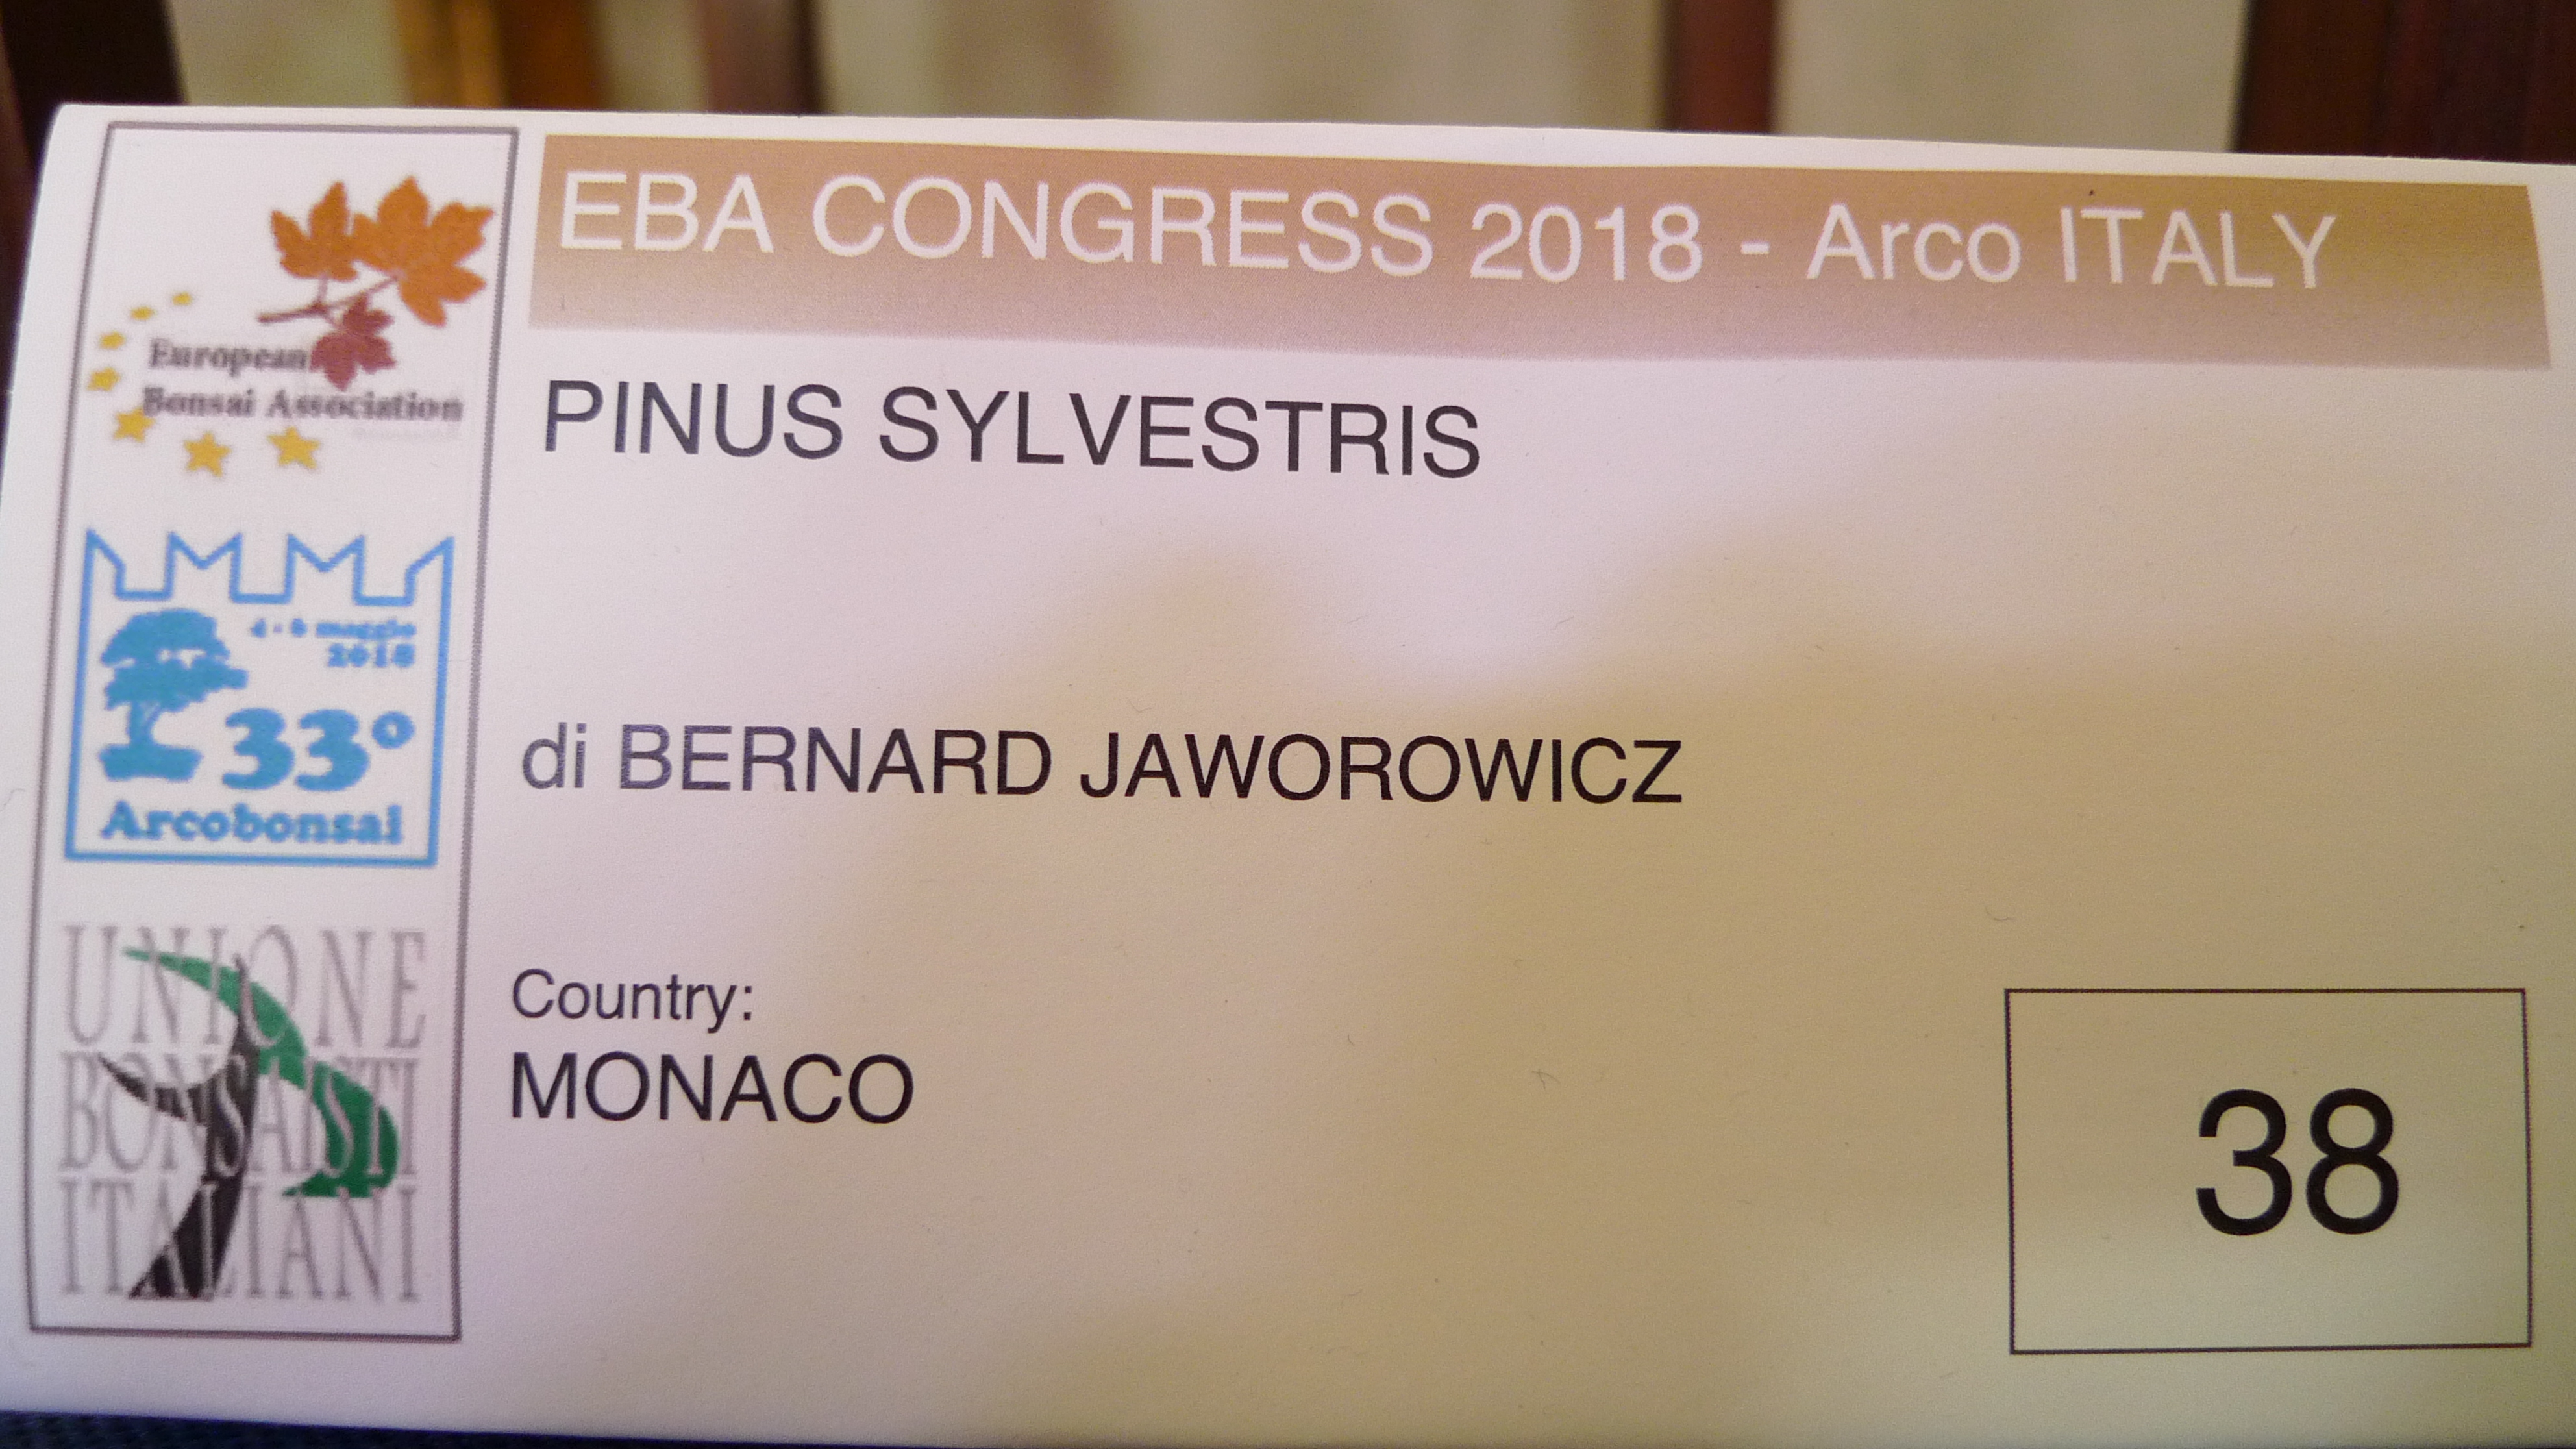 EBA CONGRESS 2018 - Arco ITALY
European
Bonsai Association
PINUS SYLVESTRIS
4 - 6 maggio
2018
33°
Arcobonsai
di BERNARD JAWOROWICZ
UNIONE
BONSAISTI
ITALIANI
Country:
MONACO
38